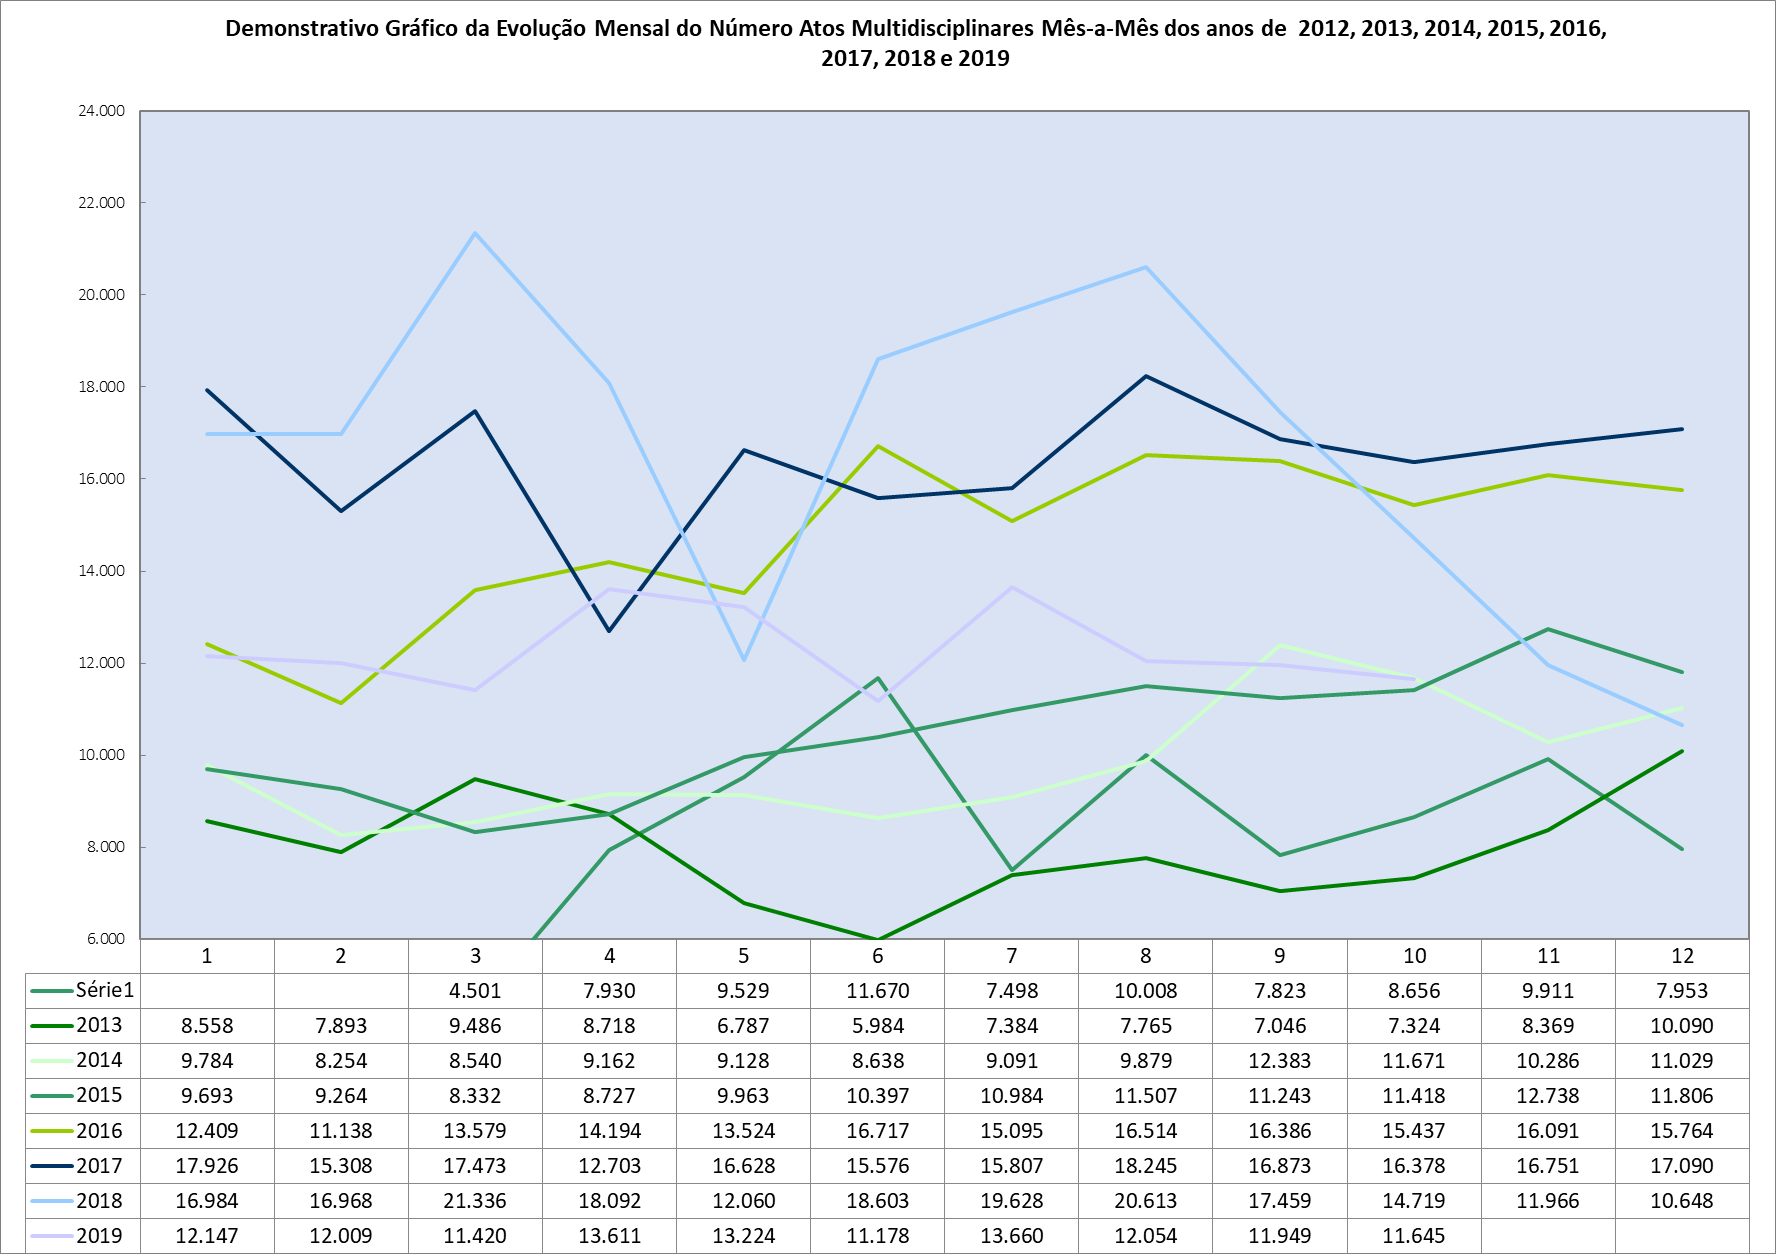 Demonstrativo Gráfico da Evolução Mensal do Número Atos Multidisciplinares Mês-a-Mês dos anos de 2012, 2013, 2014, 2015, 2016,
2017, 2018 e 2019
24.000
22.000
20.000
18.000
16.000
14.000
12.000
10.000
8.000
6.000
1 2 3 4 5 6 7 8 9 10 11 12
Série1 4.501 7.930 9.529 11.670 7.498 10.008 7.823 8.656 9.911 7.953
2013 8.558 7.893 9.486 8.718 6.787 5.984 7.384 7.765 7.046 7.324 8.369 10.090
2014 9.784 8.254 8.540 9.162 9.128 8.638 9.091 9.879 12.383 11.671 10.286 11.029
2015 9.693 9.264 8.332 8.727 9.963 10.397 10.984 11.507 11.243 11.418 12.738 11.806
2016 12.409 11.138 13.579 14.194 13.524 16.717 15.095 16.514 16.386 15.437 16.091 15.764
2017 17.926 15.308 17.473 12.703 16.628 15.576 15.807 18.245 16.873 16.378 16.751 17.090
2018 16.984 16.968 21.336 18.092 12.060 18.603 19.628 20.613 17.459 14.719 11.966 10.648
2019 12.147 12.009 11.420 13.611 13.224 11.178 13.660 12.054 11.949 11.645